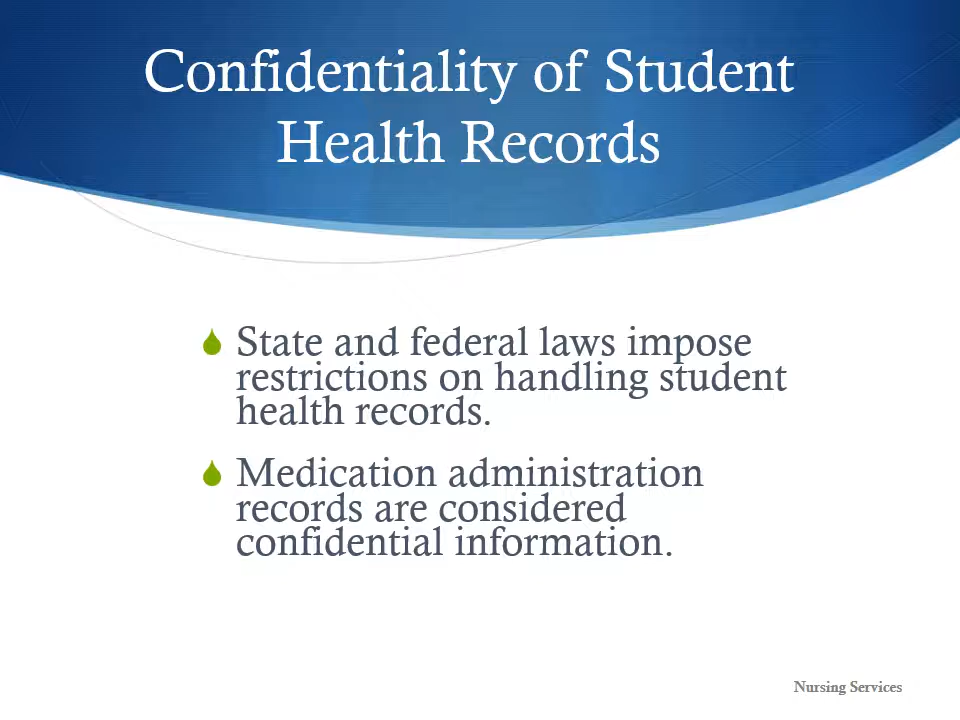 Confidentiality of Student
Health Records
State and federal laws impose
restrictions on handling student
health records.
Medication administration
records are considered
confidential information.
Nursing Services